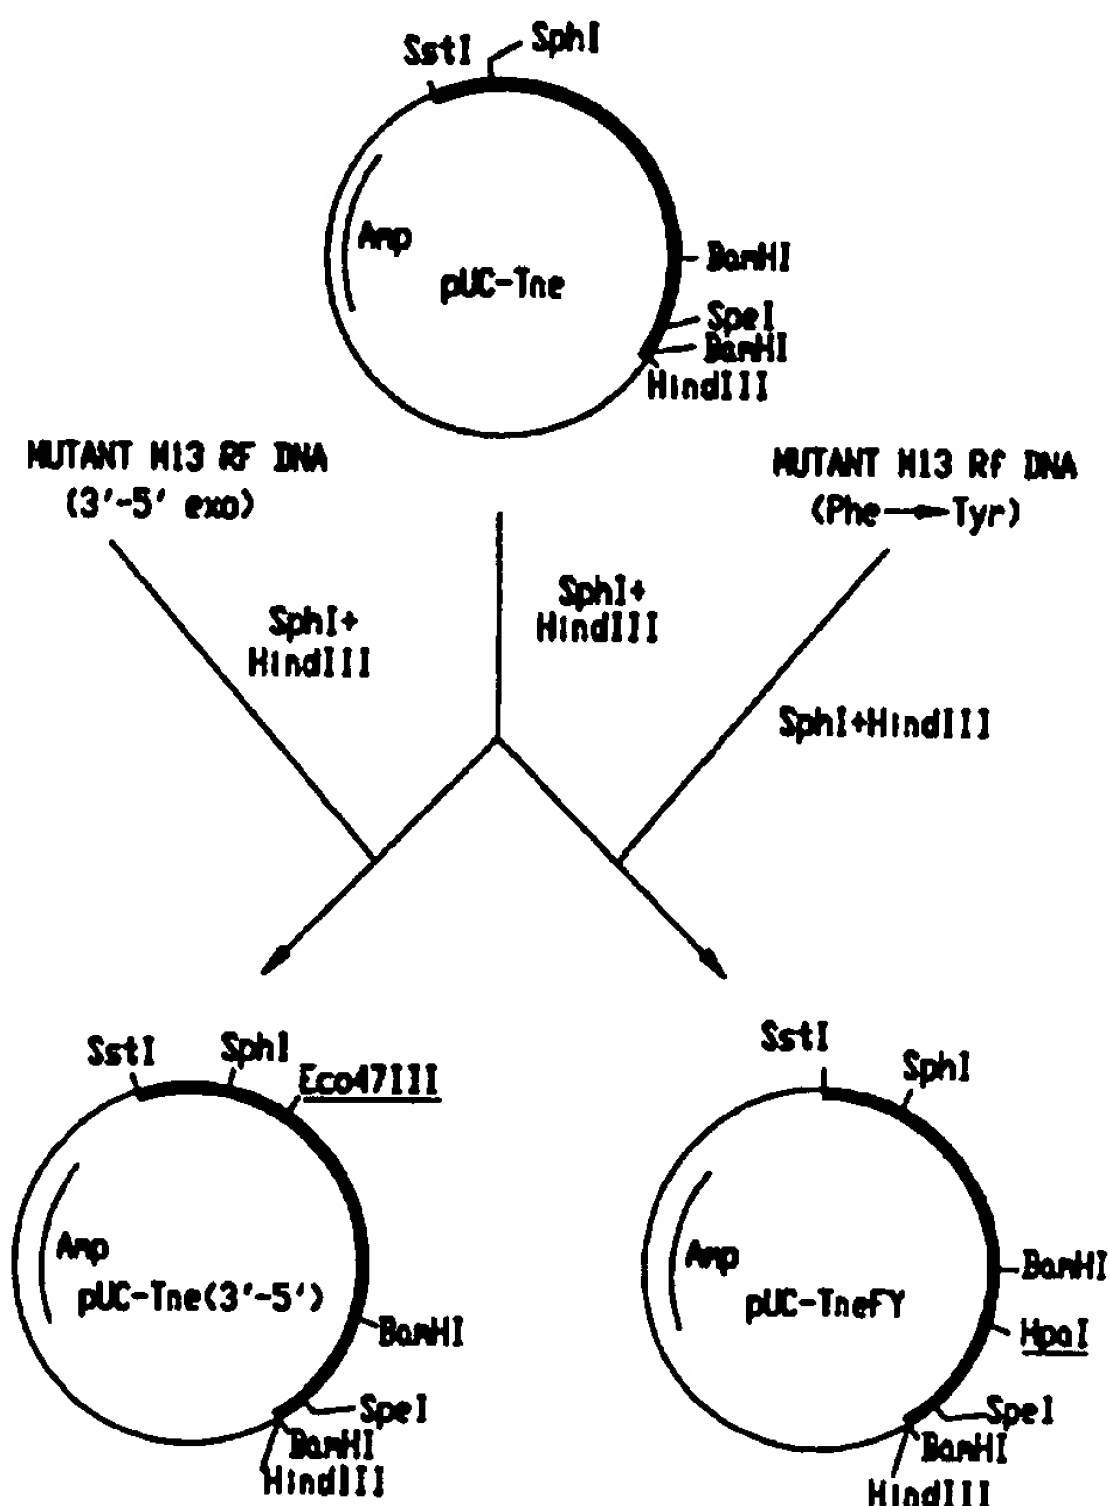 SstI
SphI
Amp
pUC-Tne
BamHI
SpeI
BamHI
HindIII
MUTANT M13 RF DNA
(3'-5' exo)
MUTANT M13 Rf DNA
(Phe→Tyr)
SphI+
HindIII
SphI+
HindIII
SphI+HindIII
SstI
SphI
Eco47III
Amp
pUC-Tne(3'-5')
BamHI
SpeI
BamHI
HindIII
SstI
SphI
Amp
pUC-TneFY
BamHI
HpaI
SpeI
BamHI
HindIII